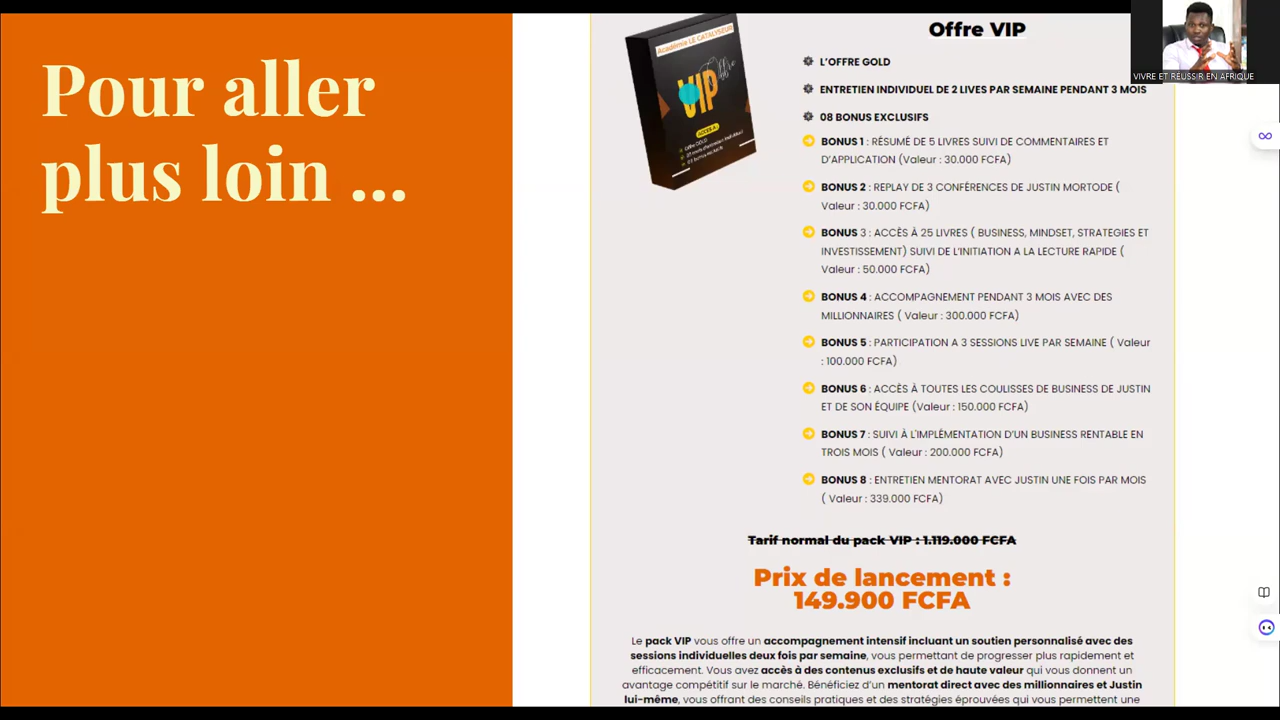 Pour aller
plus loin ...
Académie LE CATALYSEUR
VIP
Offre VIP
L'OFFRE GOLD
ENTRETIEN INDIVIDUEL DE 2 LIVES PAR SEMAINE PENDANT 3 MOIS
08 BONUS EXCLUSIFS
BONUS 1 : RÉSUMÉ DE 5 LIVRES SUIVI DE COMMENTAIRES ET
D'APPLICATION (Valeur : 30.000 FCFA)
BONUS 2 : REPLAY DE 3 CONFÉRENCES DE JUSTIN MORTODE (
Valeur : 30.000 FCFA)
BONUS 3 : ACCÈS À 25 LIVRES ( BUSINESS, MINDSET, STRATEGIES ET
INVESTISSEMENT) SUIVI DE L'INITIATION A LA LECTURE RAPIDE (
Valeur : 50.000 FCFA)
BONUS 4 : ACCOMPAGNEMENT PENDANT 3 MOIS AVEC DES
MILLIONNAIRES ( Valeur : 300.000 FCFA)
BONUS 5 : PARTICIPATION A 3 SESSIONS LIVE PAR SEMAINE ( Valeur
: 100.000 FCFA)
BONUS 6 : ACCÈS À TOUTES LES COULISSES DE BUSINESS DE JUSTIN
ET DE SON ÉQUIPE (Valeur : 150.000 FCFA)
BONUS 7 : SUIVI À L'IMPLÉMENTATION D'UN BUSINESS RENTABLE EN
TROIS MOIS ( Valeur : 200.000 FCFA)
BONUS 8 : ENTRETIEN MENTORAT AVEC JUSTIN UNE FOIS PAR MOIS
( Valeur : 339.000 FCFA)
Tarif normal du pack VIP : 1.119.000 FCFA
Prix de lancement :
149.900 FCFA
Le pack VIP vous offre un accompagnement intensif incluant un soutien personnalisé avec des
sessions individuelles deux fois par semaine, vous permettant de progresser plus rapidement et
efficacement. Vous avez accès à des contenus exclusifs et de haute valeur qui vous donnent un
avantage compétitif sur le marché. Bénéficiez d'un mentorat direct avec des millionnaires et Justin
lui-même, vous offrant des conseils pratiques et des stratégies éprouvées qui vous permettent une
VIVRE ET RÉUSSIR EN AFRIQUE